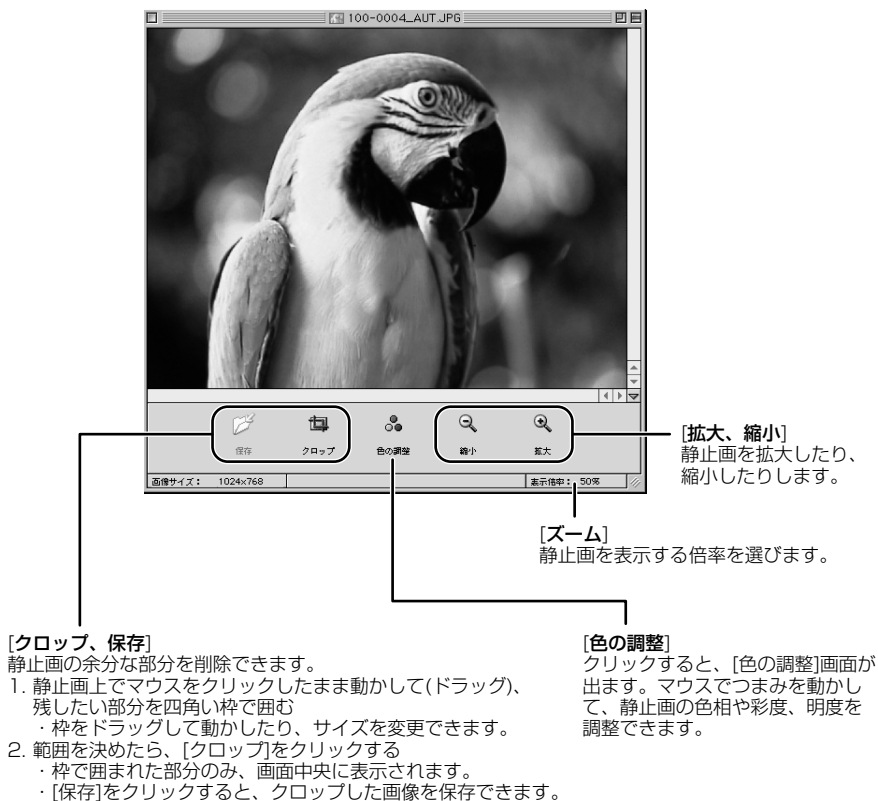 100-0004_AUT.JPG
保存
クロップ
色の調整
縮小
拡大
画像サイズ： 1024×768
表示倍率： 50%
[拡大、縮小]
静止画を拡大したり、
縮小したりします。
[ズーム]
静止画を表示する倍率を選びます。
[クロップ、保存]
静止画の余分な部分を削除できます。
1. 静止画上でマウスをクリックしたまま動かして(ドラッグ)、
残したい部分を四角い枠で囲む
・枠をドラッグして動かしたり、サイズを変更できます。
2. 範囲を決めたら、[クロップ]をクリックする
・枠で囲まれた部分のみ、画面中央に表示されます。
・[保存]をクリックすると、クロップした画像を保存できます。
[色の調整]
クリックすると、[色の調整]画面が
出ます。マウスでつまみを動かし
て、静止画の色相や彩度、明度を
調整できます。